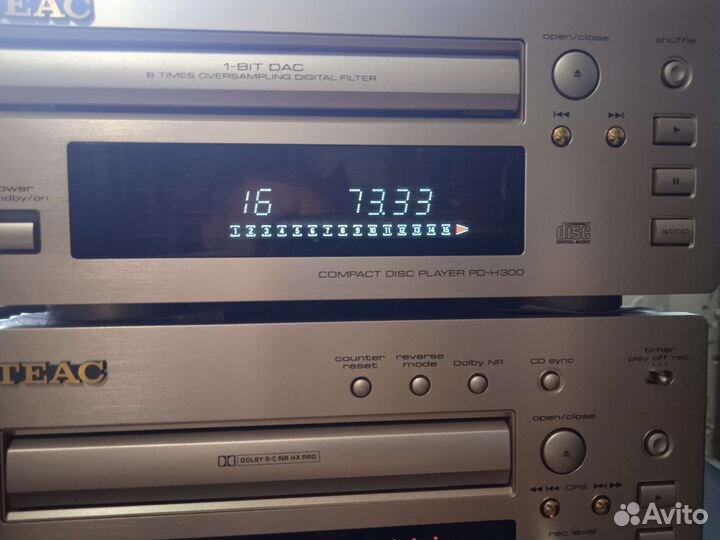 TEAC
open/close
shuffle
1-BIT DAC
8 TIMES OVERSAMPLING DIGITAL FILTER
power
standby/on
16 73.33
1 2 3 4 5 6 7 8 9 10 11 12 13 14 15
COMPACT
disc
DIGITAL AUDIO
stop
COMPACT DISC PLAYER PD-H300
TEAC
counter
reset
reverse
mode
Dolby NR
CD sync
timer
play off rec
open/close
DOLBY B-C NR HX PRO
CPS
rec level
Avito